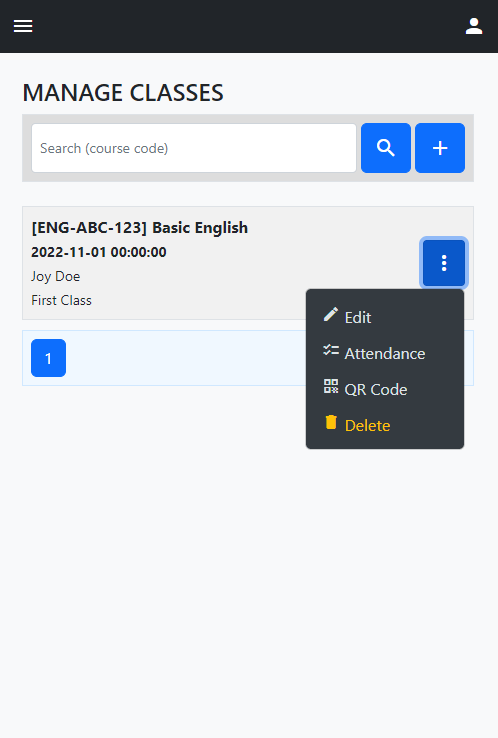 MANAGE CLASSES
Search (course code)
[ENG-ABC-123] Basic English
2022-11-01 00:00:00
Joy Doe
First Class
Edit
Attendance
QR Code
Delete
1